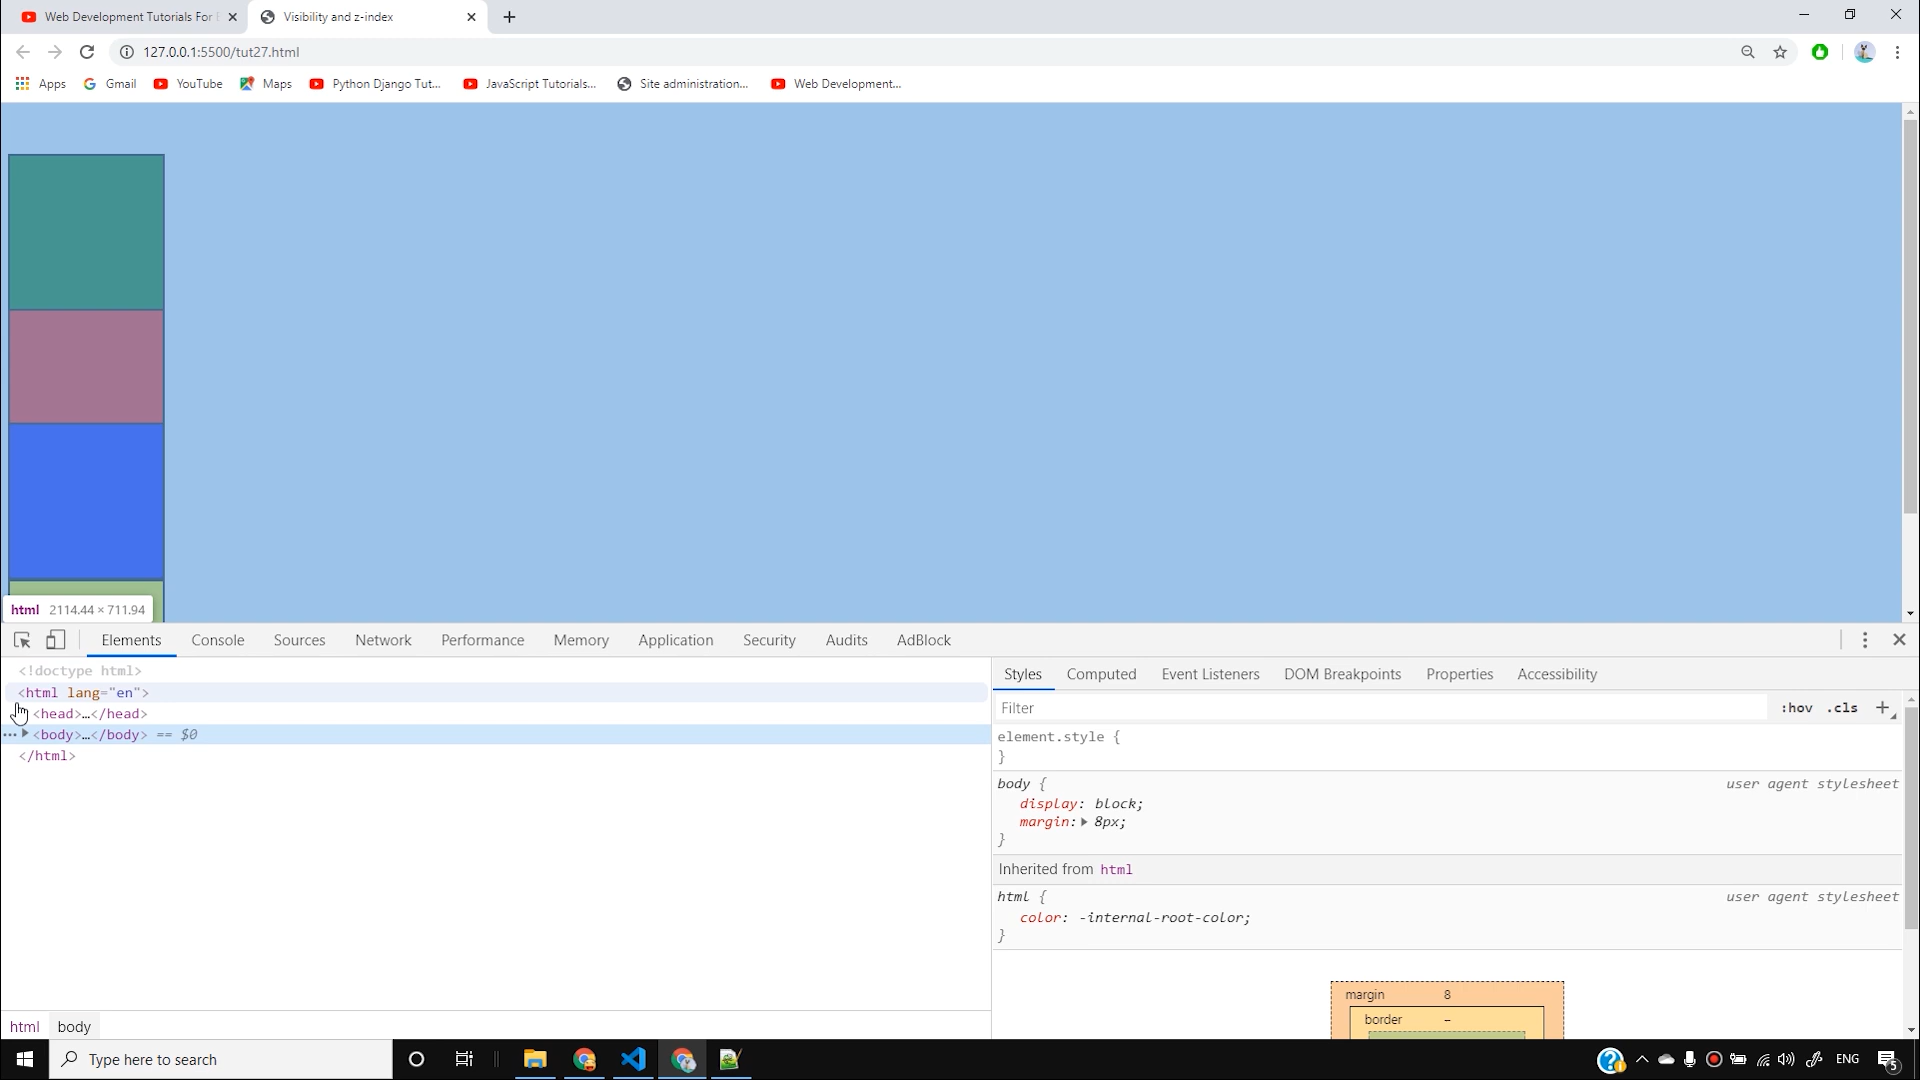 Web Development Tutorials For
Visibility and z-index
127.0.0.1:5500/tut27.html
Apps
Gmail
YouTube
Maps
Python Django Tut...
JavaScript Tutorials...
Site administration...
Web Development...
html 2114.44 × 711.94
Elements
Console
Sources
Network
Performance
Memory
Application
Security
Audits
AdBlock
<!doctype html>
<html lang="en">
<head>…</head>
<body>…</body> == $0
</html>
html
body
Styles
Computed
Event Listeners
DOM Breakpoints
Properties
Accessibility
Filter
:hov
.cls
element.style {
}
body {
user agent stylesheet
display: block;
margin: 8px;
}
Inherited from html
html {
user agent stylesheet
color: -internal-root-color;
}
margin
8
border
–
Type here to search
ENG
5